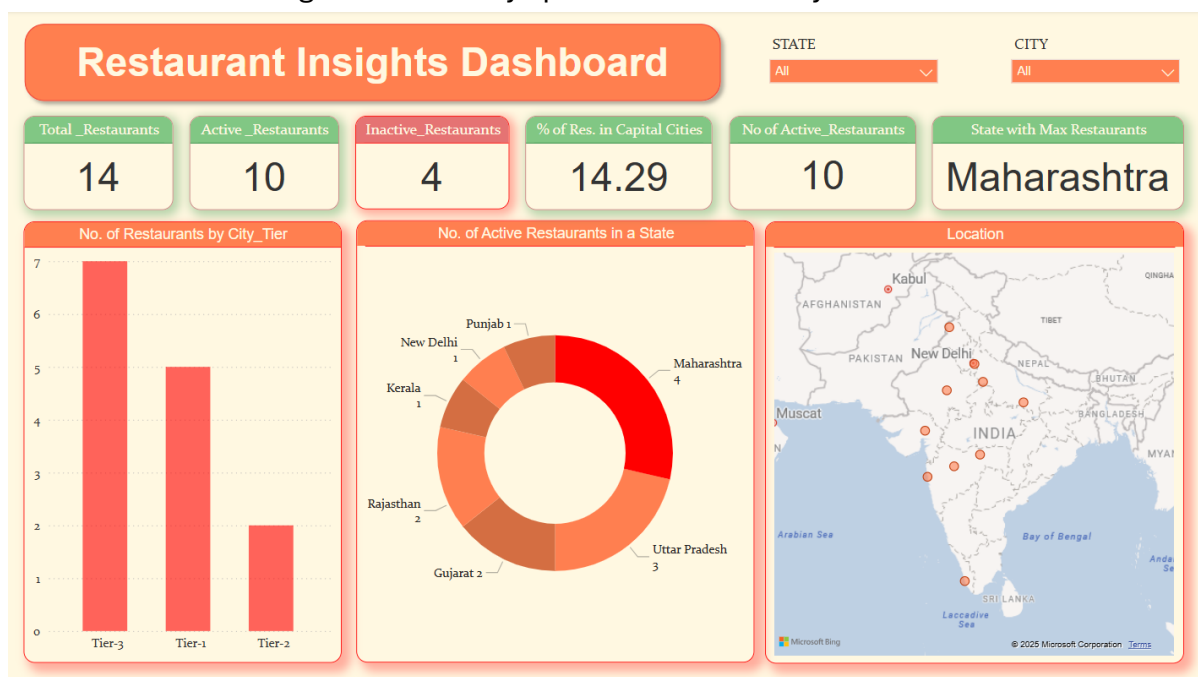 Restaurant Insights Dashboard
STATE
All
CITY
All
Total _Restaurants
14
Active _Restaurants
10
Inactive_Restaurants
4
% of Res. in Capital Cities
14.29
No of Active_Restaurants
10
State with Max Restaurants
Maharashtra
No. of Restaurants by City_Tier
7
6
5
4
3
2
1
0
Tier-3
Tier-1
Tier-2
No. of Active Restaurants in a State
Punjab 1
New Delhi
1
Kerala
1
Rajasthan
2
Gujarat 2
Uttar Pradesh
3
Maharashtra
4
Location
Kabul
QINGHA
AFGHANISTAN
TIBET
PAKISTAN
New Delhi
NEPAL
BHUTAN
Muscat
BANGLADESH
INDIA
N
MYAN
Arabian Sea
Bay of Bengal
Anda
Se
SRI LANKA
Laccadive
Sea
Microsoft Bing
© 2025 Microsoft Corporation Terms